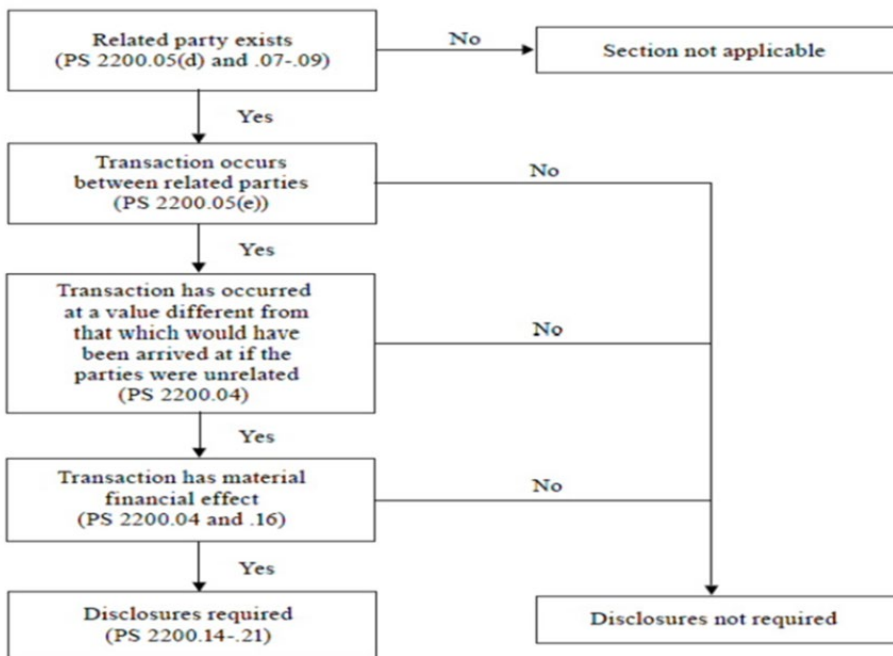 Related party exists
(PS 2200.05(d) and .07-.09)
No
Section not applicable
Yes
Transaction occurs
between related parties
(PS 2200.05(e))
No
Yes
Transaction has occurred
at a value different from
that which would have
been arrived at if the
parties were unrelated
(PS 2200.04)
No
Yes
Transaction has material
financial effect
(PS 2200.04 and .16)
No
Yes
Disclosures required
(PS 2200.14-.21)
Disclosures not required